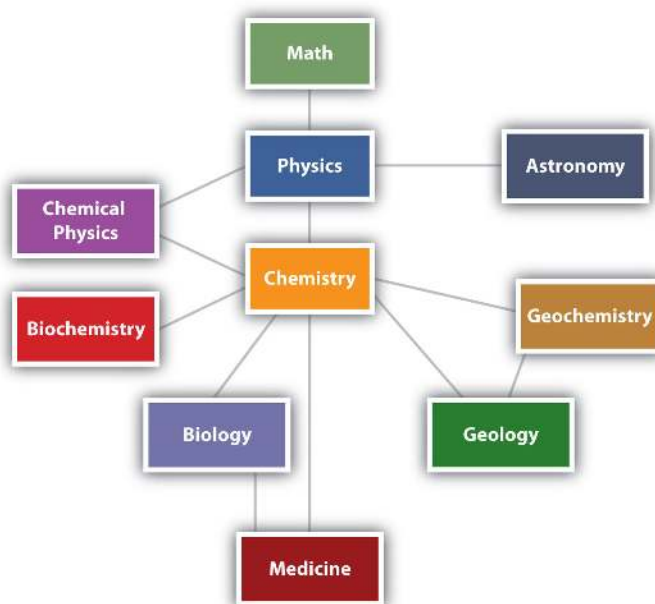 Math
Physics
Astronomy
Chemical
Physics
Chemistry
Biochemistry
Geochemistry
Biology
Geology
Medicine